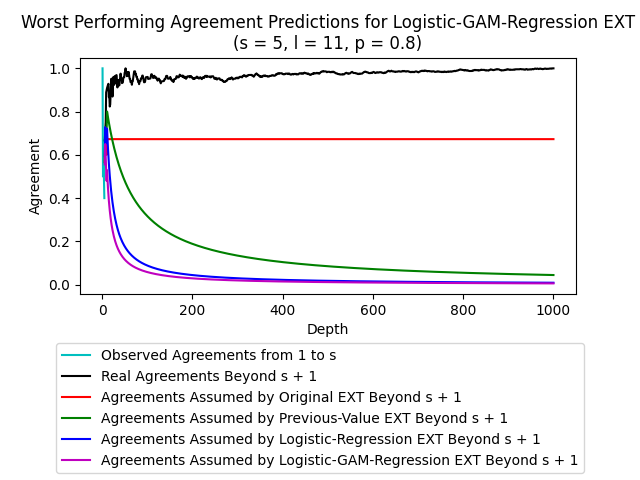 Worst Performing Agreement Predictions for Logistic-GAM-Regression EXT
(s = 5, l = 11, p = 0.8)
1.0
0.8
0.6
0.4
0.2
0.0
Agreement
0 200 400 600 800 1000
Depth
Observed Agreements from 1 to s
Real Agreements Beyond s + 1
Agreements Assumed by Original EXT Beyond s + 1
Agreements Assumed by Previous-Value EXT Beyond s + 1
Agreements Assumed by Logistic-Regression EXT Beyond s + 1
Agreements Assumed by Logistic-GAM-Regression EXT Beyond s + 1